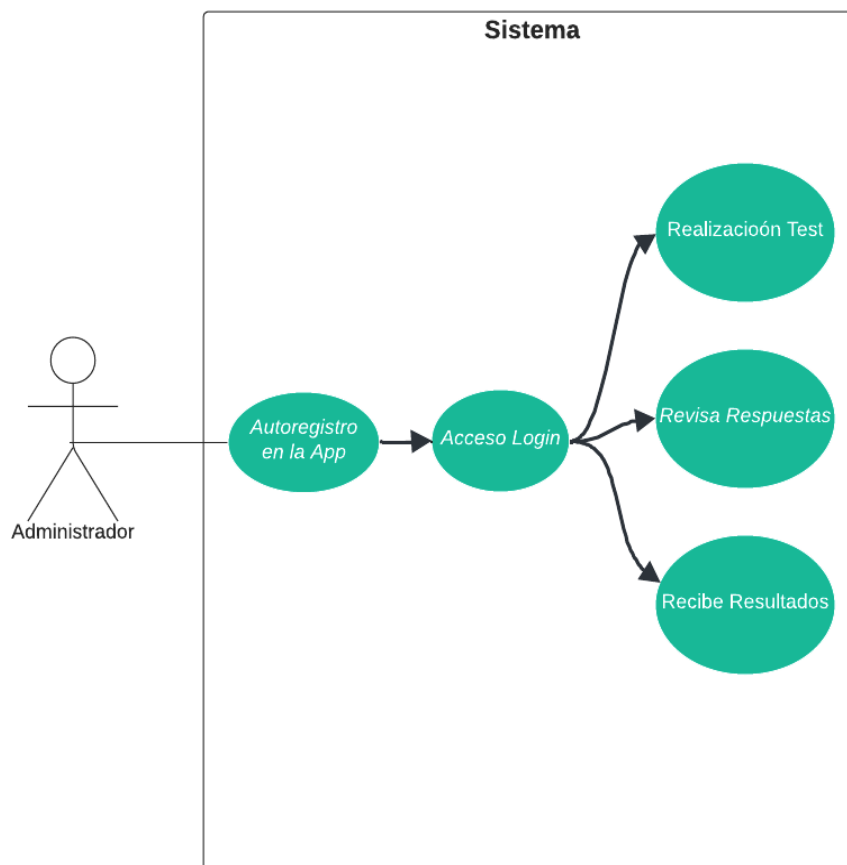 Sistema
Realizacioón Test
Autoregistro
en la App
Acceso Login
Revisa Respuestas
Administrador
Recibe Resultados